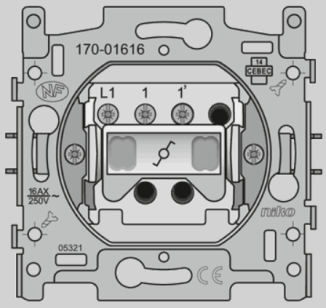 170-01616
14
CEBEC
NF
L1 1 1'
16AX
250V ~
niko
05321
CE